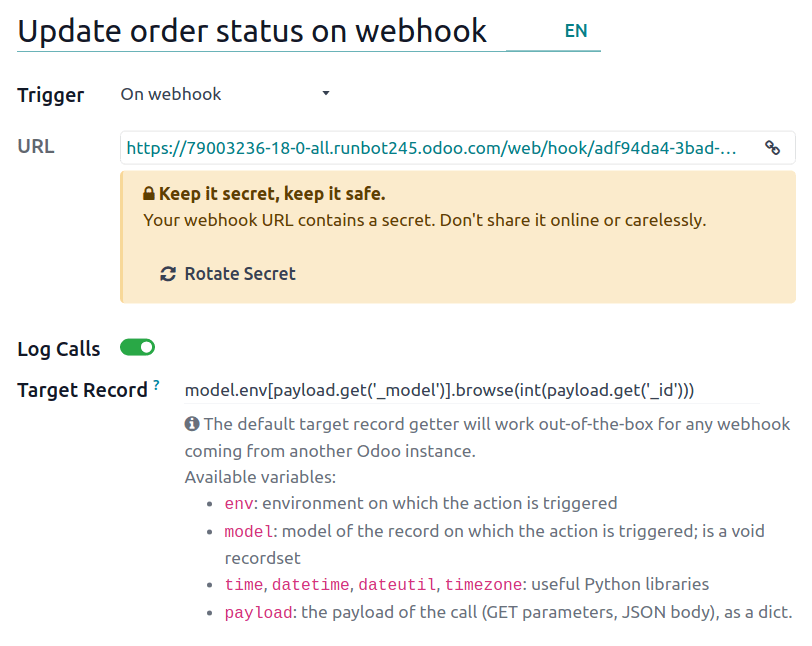 Update order status on webhook EN
Trigger On webhook
URL https://79003236-18-0-all.runbot245.odoo.com/web/hook/adf94da4-3bad-...
Keep it secret, keep it safe.
Your webhook URL contains a secret. Don't share it online or carelessly.
Rotate Secret
Log Calls
Target Record ? model.env[payload.get('_model')].browse(int(payload.get('_id')))
The default target record getter will work out-of-the-box for any webhook
coming from another Odoo instance.
Available variables:
• env: environment on which the action is triggered
• model: model of the record on which the action is triggered; is a void
recordset
• time, datetime, dateutil, timezone: useful Python libraries
• payload: the payload of the call (GET parameters, JSON body), as a dict.